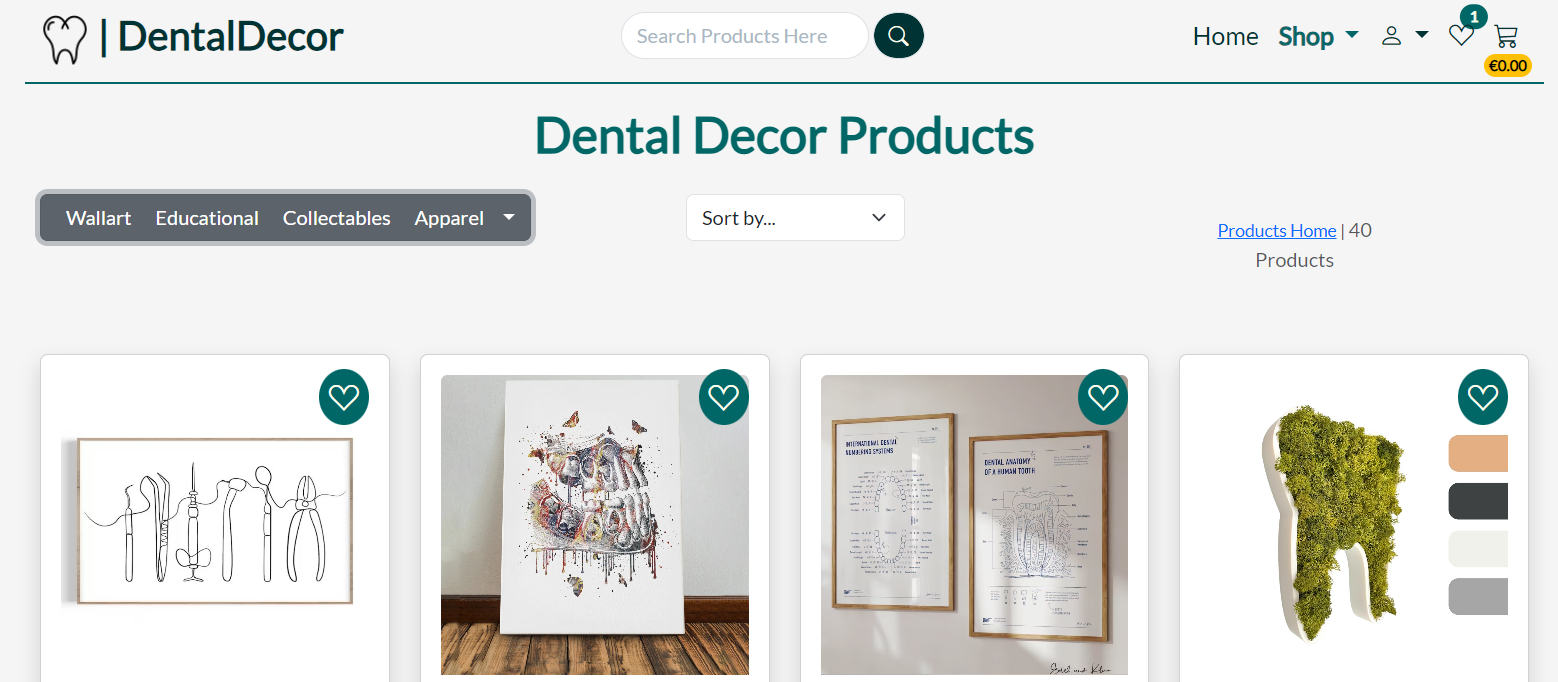 | DentalDecor
Search Products Here
Home Shop
1
€0.00
Dental Decor Products
Wallart Educational Collectables Apparel
Sort by...
Products Home | 40
Products
INTERNATIONAL DENTAL
NUMBERING SYSTEMS
DENTAL ANATOMY
OF A HUMAN TOOTH